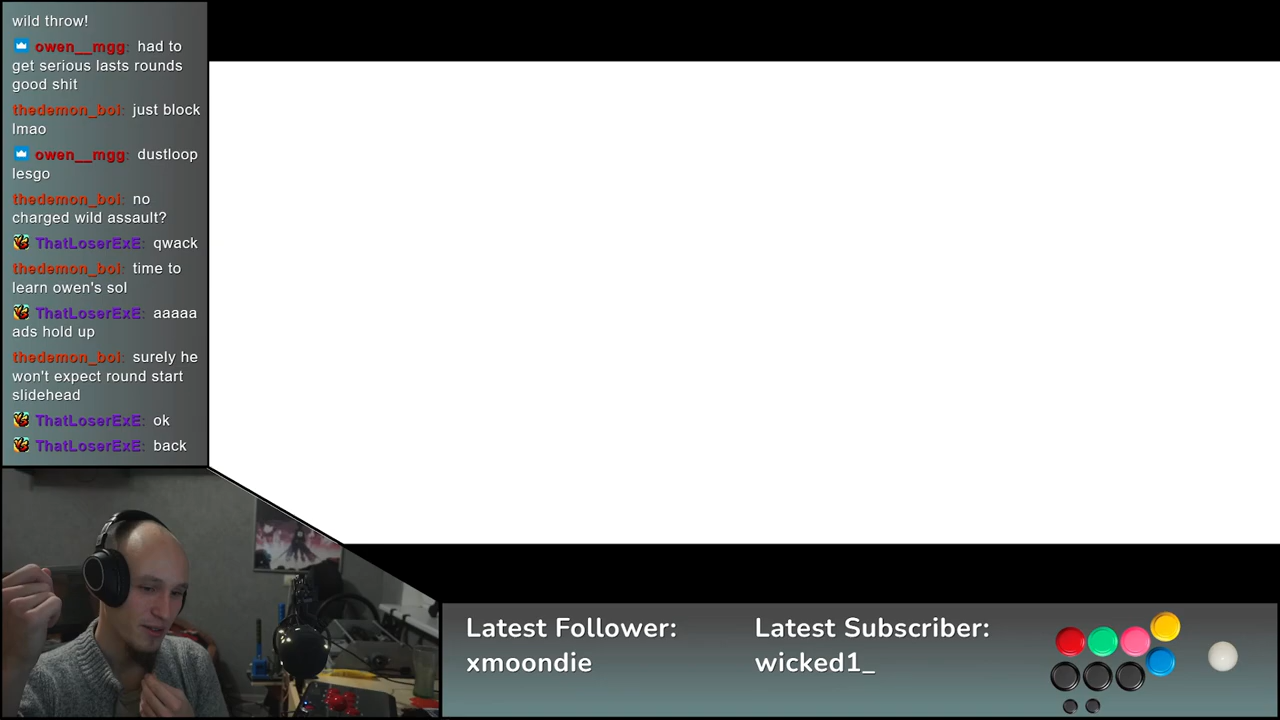 wild throw!
owen__mgg: had to
get serious lasts rounds
good shit
thedemon_boi: just block
lmao
owen__mgg: dustloop
lesgo
thedemon_boi: no
charged wild assault?
ThatLoserExE: qwack
thedemon_boi: time to
learn owen's sol
ThatLoserExE: aaaaa
ads hold up
thedemon_boi: surely he
won't expect round start
slidehead
ThatLoserExE: ok
ThatLoserExE: back
Latest Follower:
xmoondie
Latest Subscriber:
wicked1_